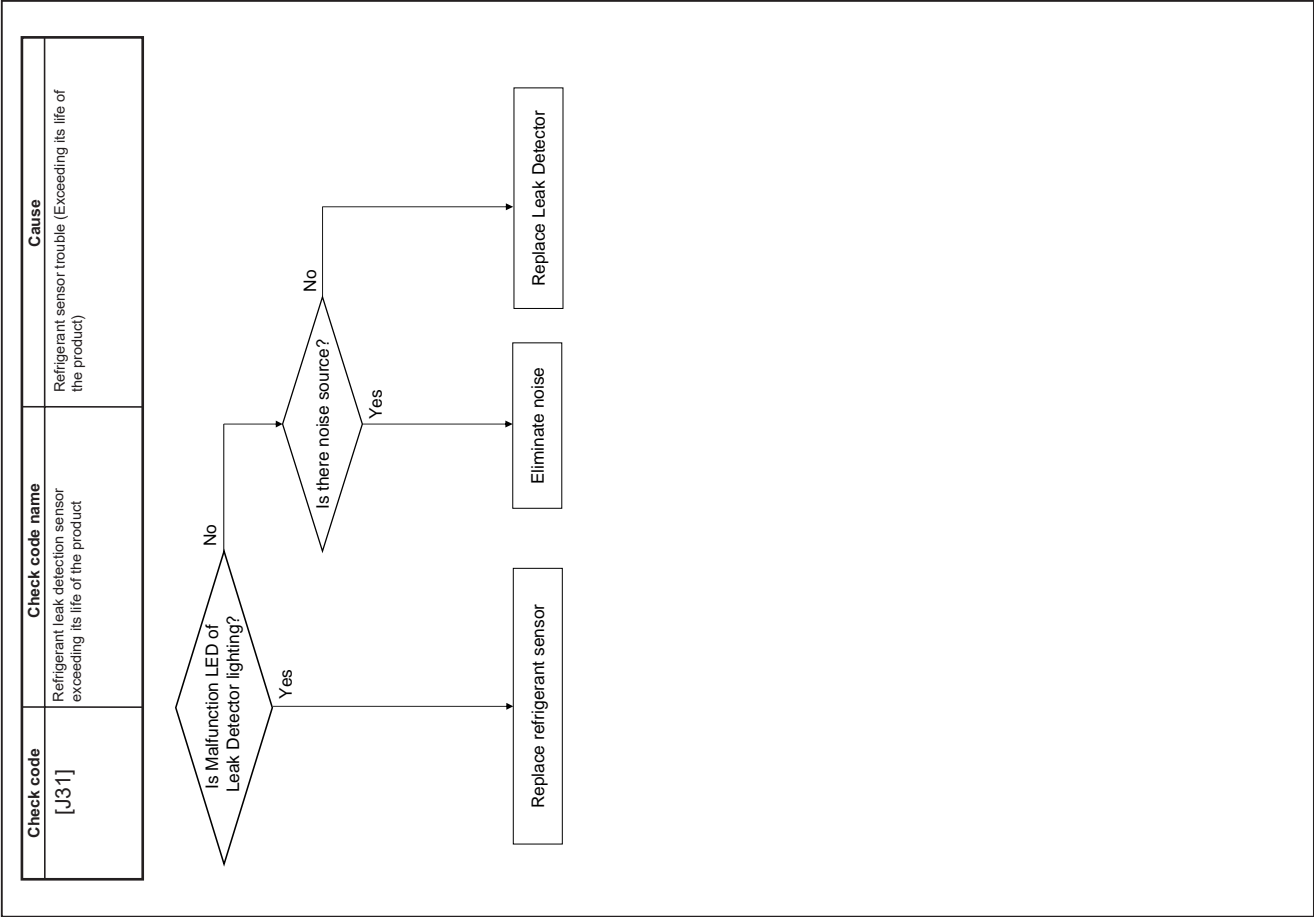 Check code
Check code name
Cause
[J31]
Refrigerant leak detection sensor
exceeding its life of the product
Refrigerant sensor trouble (Exceeding its life of
the product)
Is Malfunction LED of
Leak Detector lighting?
No
Yes
Is there noise source?
No
Yes
Replace refrigerant sensor
Eliminate noise
Replace Leak Detector